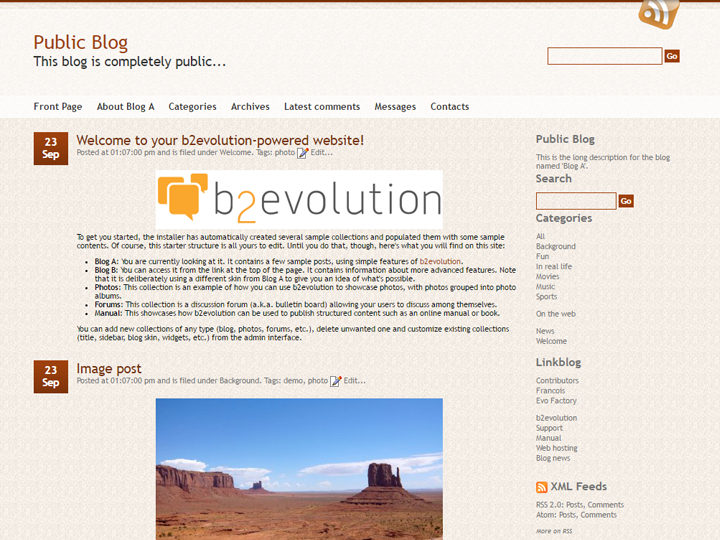 Public Blog
This blog is completely public...
Go
Front Page About Blog A Categories Archives Latest comments Messages Contacts
23
Sep
Welcome to your b2evolution-powered website!
Posted at 01:07:00 pm and is filed under Welcome. Tags: photo Edit...
b2evolution
To get you started, the installer has automatically created several sample collections and populated them with some sample
contents. Of course, this starter structure is all yours to edit. Until you do that, though, here's what you will find on this site:
Blog A: You are currently looking at it. It contains a few sample posts, using simple features of b2evolution.
Blog B: You can access it from the link at the top of the page. It contains information about more advanced features. Note
that it is deliberately using a different skin from Blog A to give you an idea of what's possible.
Photos: This collection is an example of how you can use b2evolution to showcase photos, with photos grouped into photo
albums.
Forums: This collection is a discussion forum (a.k.a. bulletin board) allowing your users to discuss among themselves.
Manual: This showcases how b2evolution can be used to publish structured content such as an online manual or book.
You can add new collections of any type (blog, photos, forums, etc.), delete unwanted one and customize existing collections
(title, sidebar, blog skin, widgets, etc.) from the admin interface.
23
Sep
Image post
Posted at 01:07:00 pm and is filed under Background. Tags: demo, photo Edit...
Public Blog
This is the long description for the blog
named 'Blog A'.
Search
Go
Categories
All
Background
Fun
In real life
Movies
Music
Sports
On the web
News
Welcome
Linkblog
Contributors
Francois
Evo Factory
b2evolution
Support
Manual
Web hosting
Blog news
XML Feeds
RSS 2.0: Posts, Comments
Atom: Posts, Comments
More on RSS